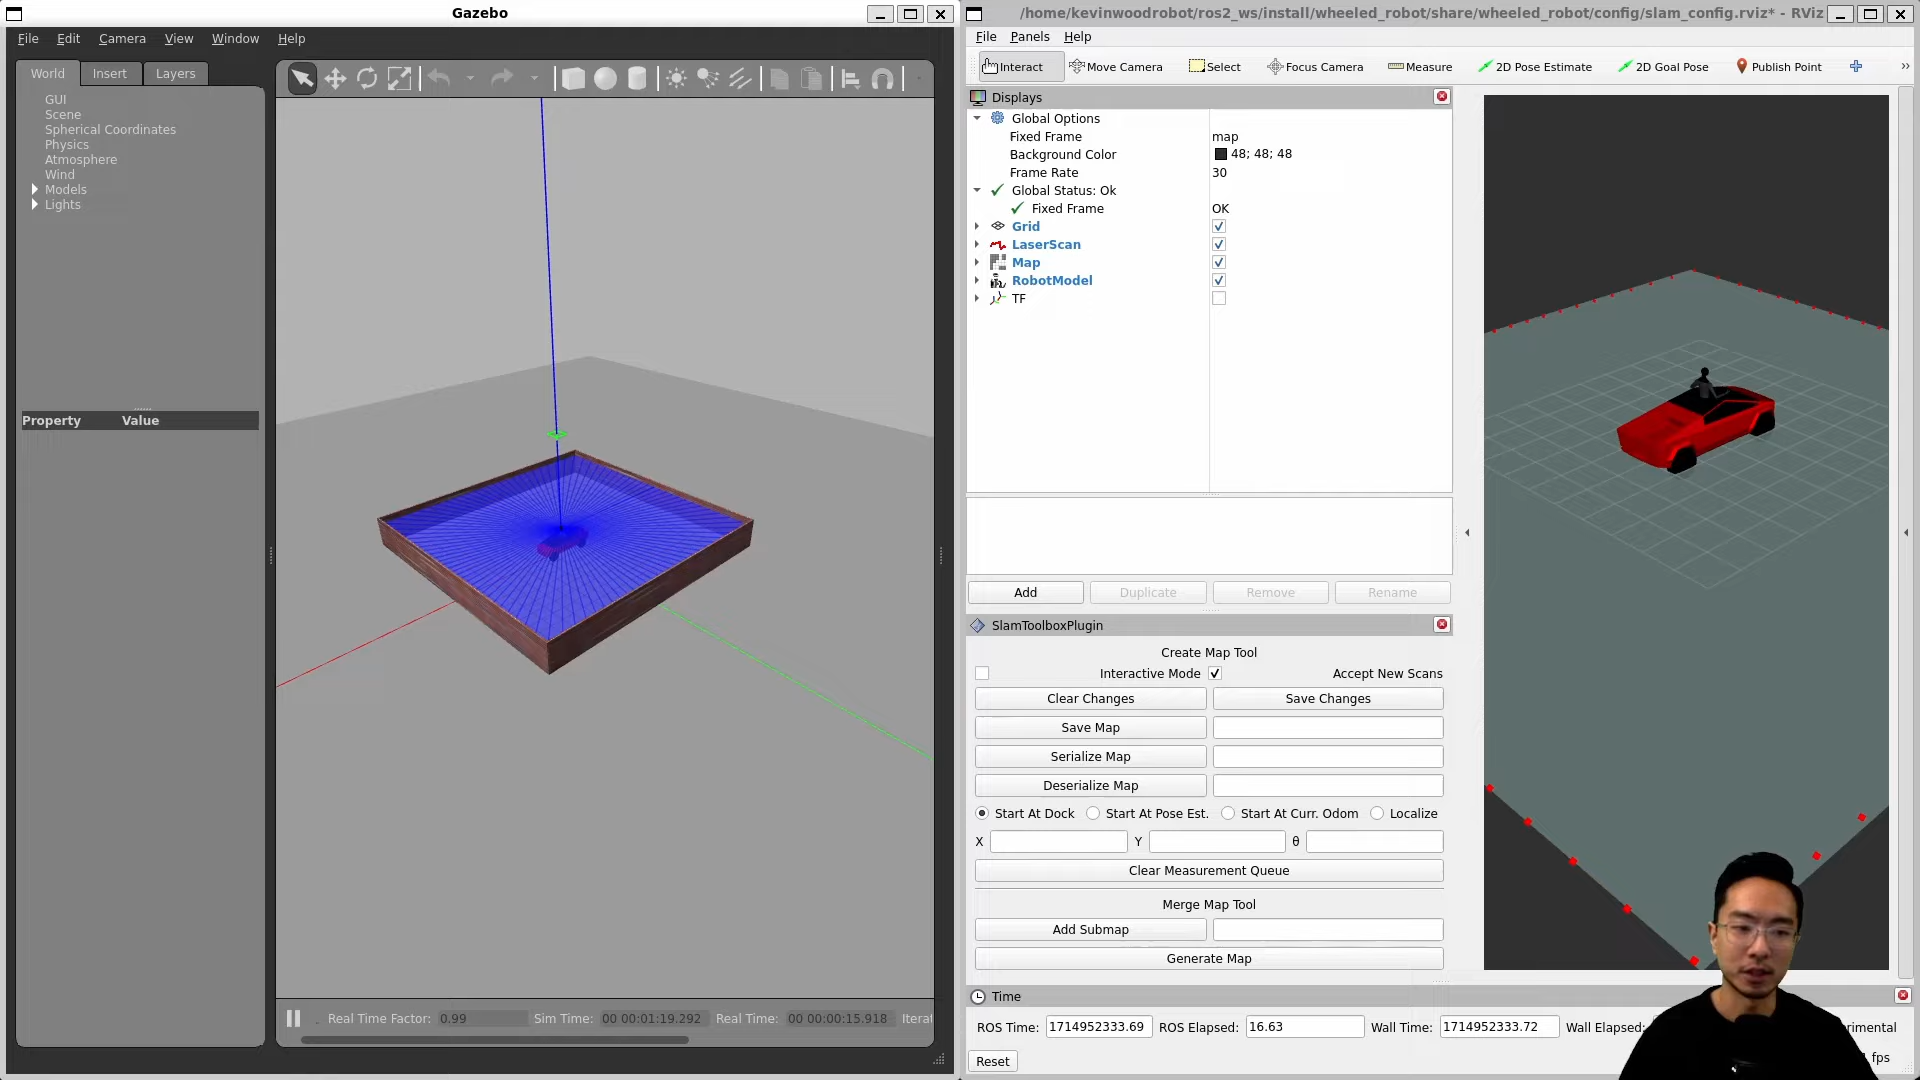 Gazebo
File Edit Camera View Window Help
World Insert Layers
GUI
Scene
Spherical Coordinates
Physics
Atmosphere
Wind
Models
Lights
Property Value
Real Time Factor: 0.99 Sim Time: 00 00:01:19.292 Real Time: 00 00:00:15.918 Iterat
/home/kevinwoodrobot/ros2_ws/install/wheeled_robot/share/wheeled_robot/config/slam_config.rviz* - RViz
File Panels Help
Interact Move Camera Select Focus Camera Measure 2D Pose Estimate 2D Goal Pose Publish Point
Displays
Global Options
Fixed Frame map
Background Color 48; 48; 48
Frame Rate 30
Global Status: Ok
Fixed Frame OK
Grid
LaserScan
Map
RobotModel
TF
Add Duplicate Remove Rename
SlamToolboxPlugin
Create Map Tool
Interactive Mode Accept New Scans
Clear Changes Save Changes
Save Map
Serialize Map
Deserialize Map
Start At Dock Start At Pose Est. Start At Curr. Odom Localize
X Y θ
Clear Measurement Queue
Merge Map Tool
Add Submap
Generate Map
Time
ROS Time: 1714952333.69 ROS Elapsed: 16.63 Wall Time: 1714952333.72 Wall Elapsed: rimental
Reset fps